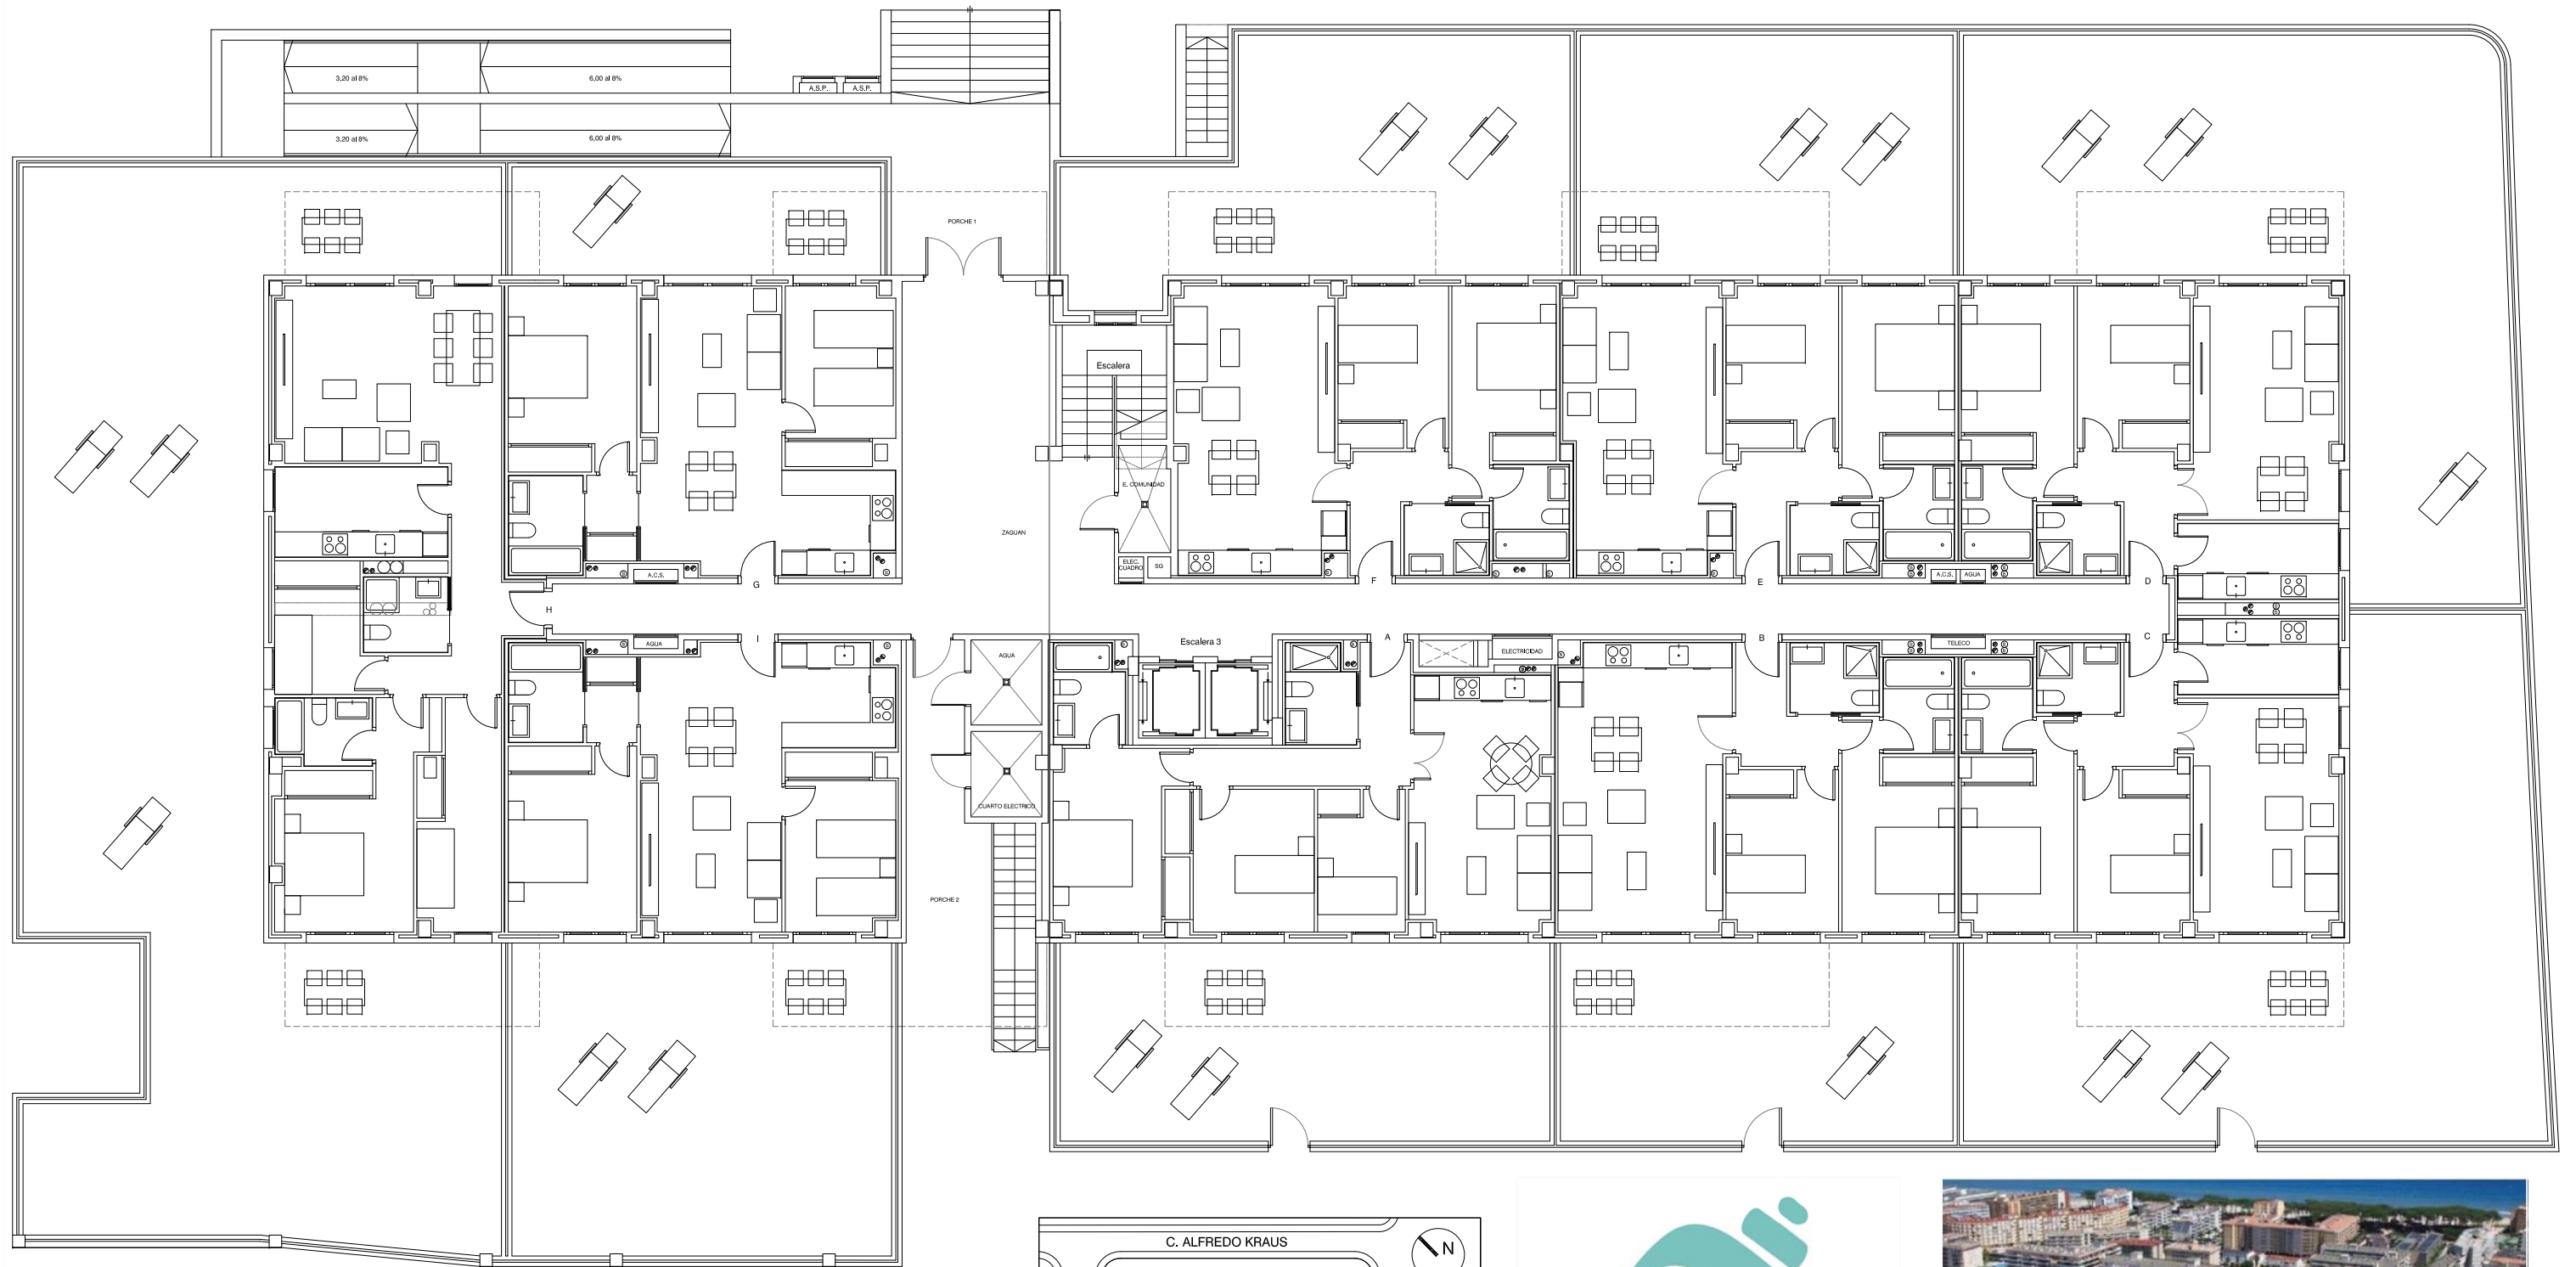 3,20 al 8%
6,00 al 8%
A.S.P.
A.S.P.
3,20 al 8%
6,00 al 8%
PORCHE 1
Escalera
E. COMUNIDAD
ZAGUAN
ELEC.
CUADRO
SG
A.C.S.
G
F
E
A.C.S.
AGUA
D
H
I
AGUA
AGUA
Escalera 3
A
ELECTRICIDAD
B
TELECO
C
CUARTO ELECTRICO
PORCHE 2
C. ALFREDO KRAUS
N